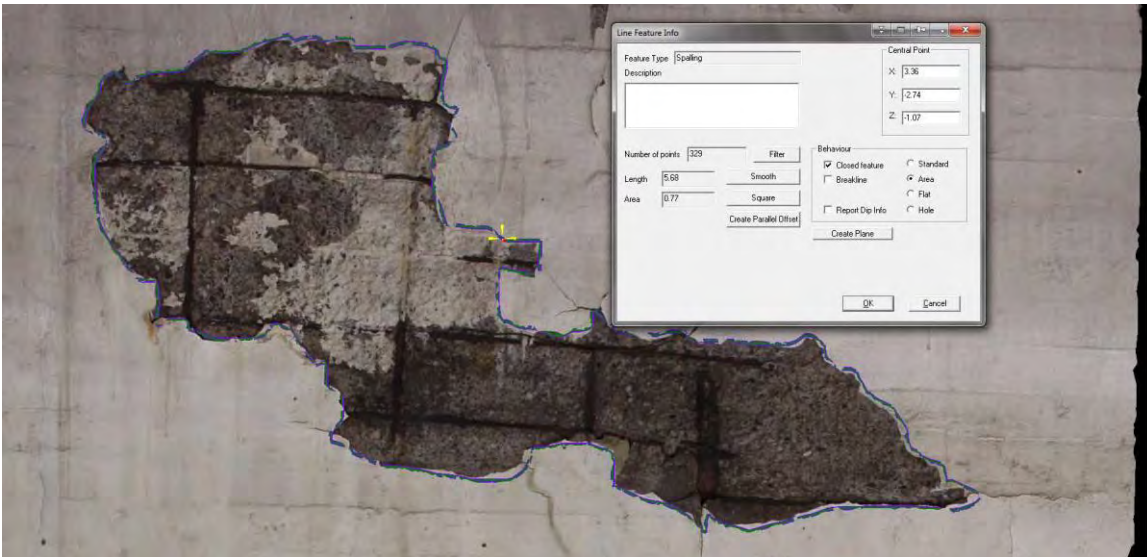 Line Feature Info
Feature Type Spalling
Description
Central Point
X: 3.36
Y: -2.74
Z: -1.07
Number of points 329 Filter
Length 5.68 Smooth
Area 0.77 Square
Create Parallel Offset
Behaviour
Closed feature Standard
Breakline Area
Flat
Report Dip Info Hole
Create Plane
OK Cancel